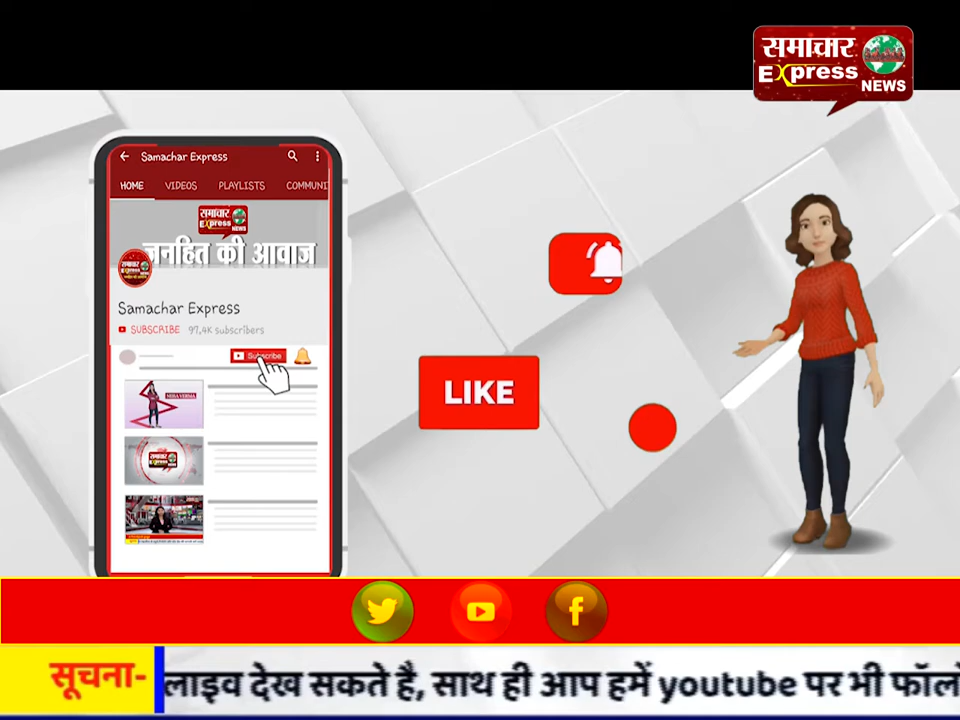 समाचार
Express
NEWS
Samachar Express
HOME VIDEOS PLAYLISTS COMMUNI
समाचार
Express
NEWS
जनहित की आवाज
Samachar Express
SUBSCRIBE 97,4K subscribers
Subscribe
LIKE
सूचना- लाइव देख सकते है, साथ ही आप हमें youtube पर भी फॉलो